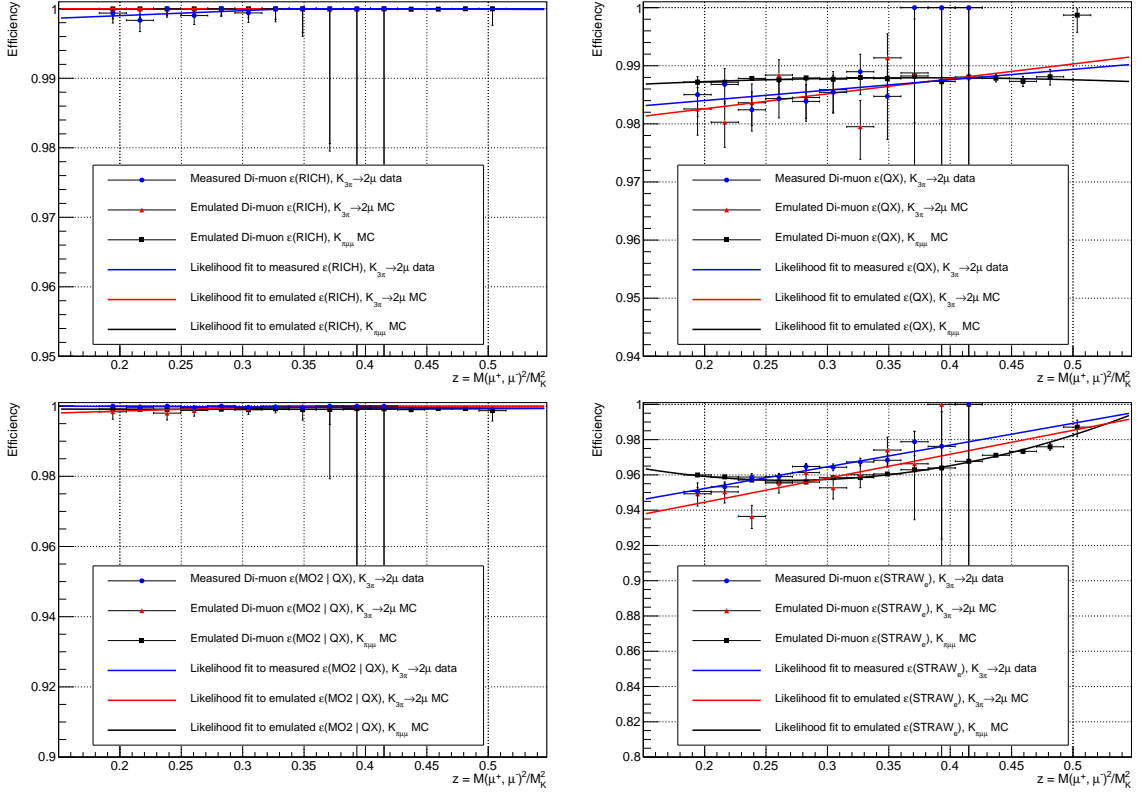 Efficiency
1
0.99
0.98
0.97
0.96
0.95
Measured Di-muon ε(RICH), K₃π→2μ data
Emulated Di-muon ε(RICH), K₃π→2μ MC
Emulated Di-muon ε(RICH), Kπμμ MC
Likelihood fit to measured ε(RICH), K₃π→2μ data
Likelihood fit to emulated ε(RICH), K₃π→2μ MC
Likelihood fit to emulated ε(RICH), Kπμμ MC
0.2 0.25 0.3 0.35 0.4 0.45 0.5
z = M(μ⁺, μ⁻)²/M²_K
Efficiency
1
0.99
0.98
0.97
0.96
0.95
0.94
Measured Di-muon ε(QX), K₃π→2μ data
Emulated Di-muon ε(QX), K₃π→2μ MC
Emulated Di-muon ε(QX), Kπμμ MC
Likelihood fit to measured ε(QX), K₃π→2μ data
Likelihood fit to emulated ε(QX), K₃π→2μ MC
Likelihood fit to emulated ε(QX), Kπμμ MC
0.2 0.25 0.3 0.35 0.4 0.45 0.5
z = M(μ⁺, μ⁻)²/M²_K
Efficiency
1
0.98
0.96
0.94
0.92
0.9
Measured Di-muon ε(MO2 | QX), K₃π→2μ data
Emulated Di-muon ε(MO2 | QX), K₃π→2μ MC
Emulated Di-muon ε(MO2 | QX), Kπμμ MC
Likelihood fit to measured ε(MO2 | QX), K₃π→2μ data
Likelihood fit to emulated ε(MO2 | QX), K₃π→2μ MC
Likelihood fit to emulated ε(MO2 | QX), Kπμμ MC
0.2 0.25 0.3 0.35 0.4 0.45 0.5
z = M(μ⁺, μ⁻)²/M²_K
Efficiency
1
0.98
0.96
0.94
0.92
0.9
0.88
0.86
0.84
0.82
0.8
Measured Di-muon ε(STRAWₑ), K₃π→2μ data
Emulated Di-muon ε(STRAWₑ), K₃π→2μ MC
Emulated Di-muon ε(STRAWₑ), Kπμμ MC
Likelihood fit to measured ε(STRAWₑ), K₃π→2μ data
Likelihood fit to emulated ε(STRAWₑ), K₃π→2μ MC
Likelihood fit to emulated ε(STRAWₑ), Kπμμ MC
0.2 0.25 0.3 0.35 0.4 0.45 0.5
z = M(μ⁺, μ⁻)²/M²_K